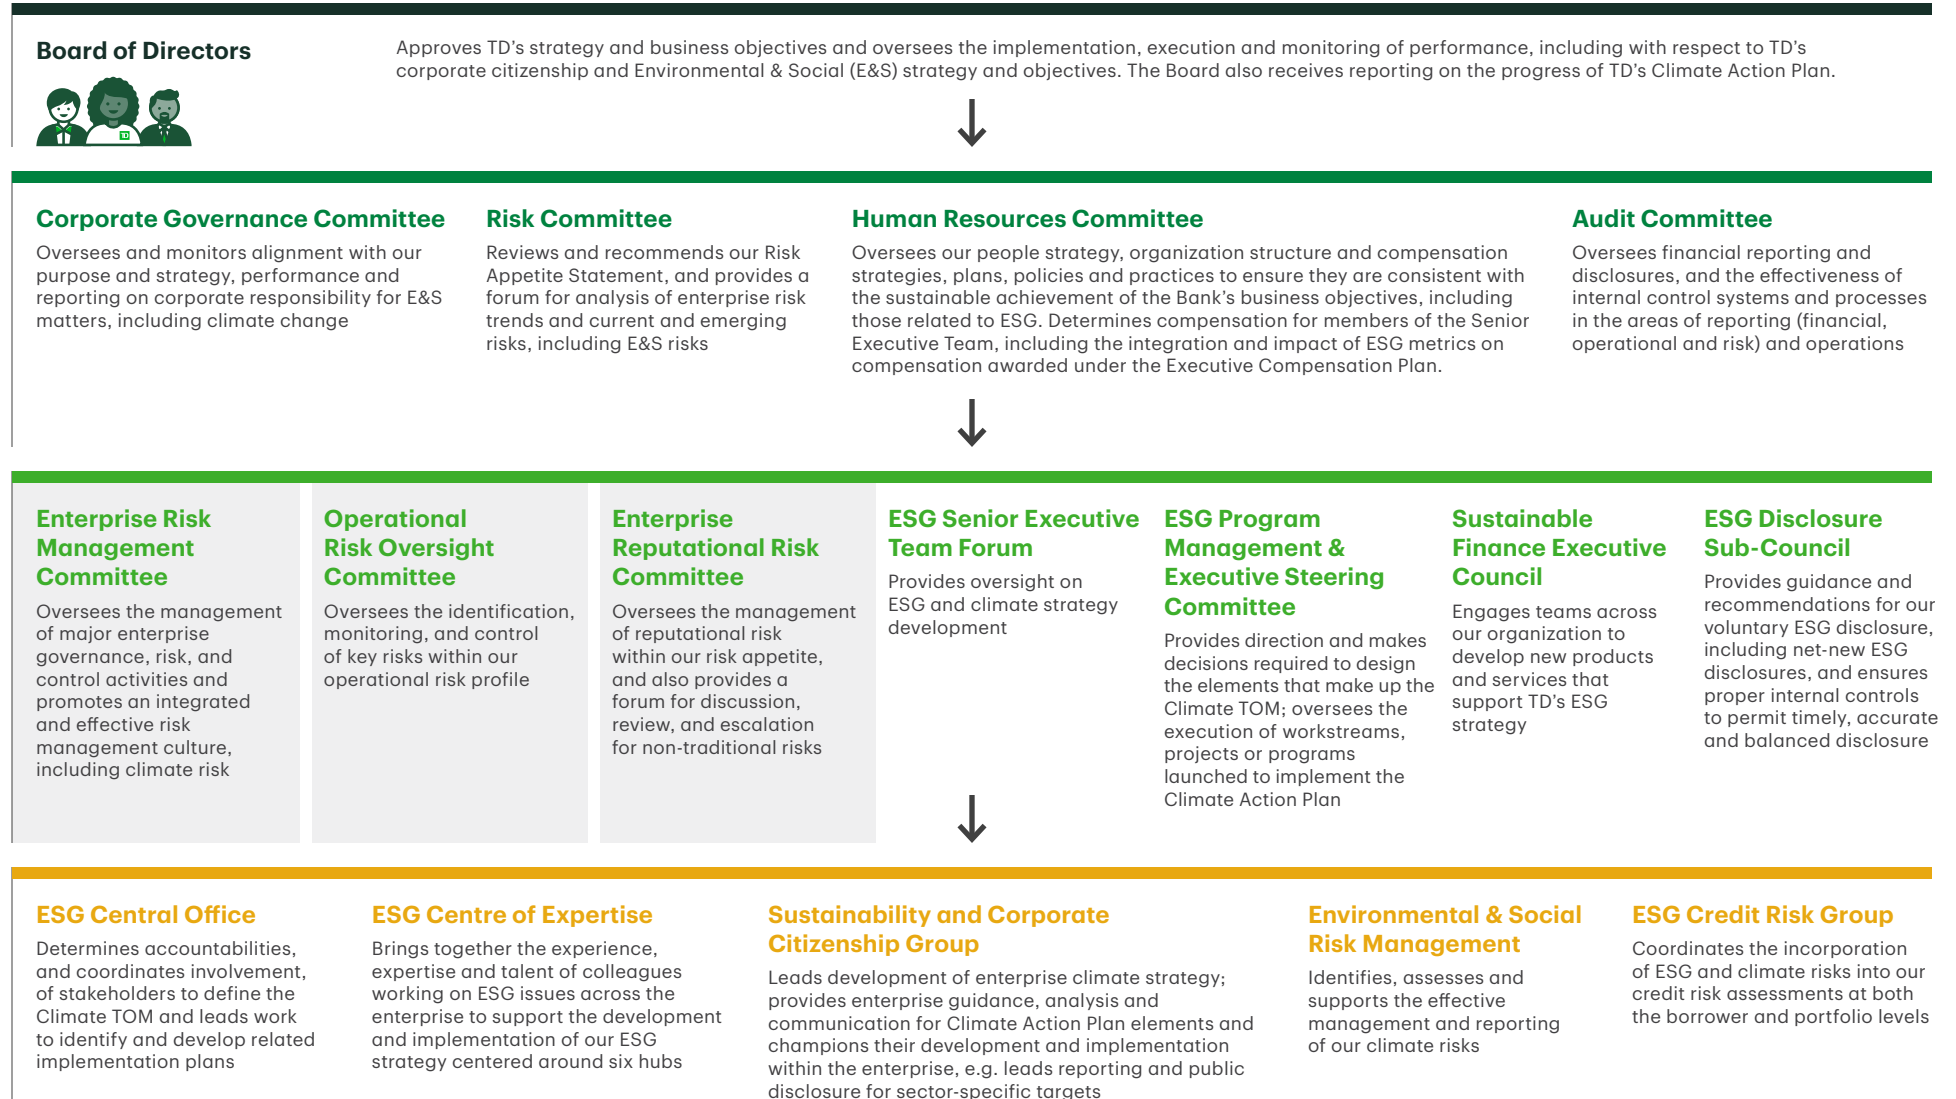 Board of Directors
Approves TD's strategy and business objectives and oversees the implementation, execution and monitoring of performance, including with respect to TD's
corporate citizenship and Environmental & Social (E&S) strategy and objectives. The Board also receives reporting on the progress of TD's Climate Action Plan.
TD
Corporate Governance Committee
Oversees and monitors alignment with our
purpose and strategy, performance and
reporting on corporate responsibility for E&S
matters, including climate change
Risk Committee
Reviews and recommends our Risk
Appetite Statement, and provides a
forum for analysis of enterprise risk
trends and current and emerging
risks, including E&S risks
Human Resources Committee
Oversees our people strategy, organization structure and compensation
strategies, plans, policies and practices to ensure they are consistent with
the sustainable achievement of the Bank's business objectives, including
those related to ESG. Determines compensation for members of the Senior
Executive Team, including the integration and impact of ESG metrics on
compensation awarded under the Executive Compensation Plan.
Audit Committee
Oversees financial reporting and
disclosures, and the effectiveness of
internal control systems and processes
in the areas of reporting (financial,
operational and risk) and operations
Enterprise Risk
Management
Committee
Oversees the management
of major enterprise
governance, risk, and
control activities and
promotes an integrated
and effective risk
management culture,
including climate risk
Operational
Risk Oversight
Committee
Oversees the identification,
monitoring, and control
of key risks within our
operational risk profile
Enterprise
Reputational Risk
Committee
Oversees the management
of reputational risk
within our risk appetite,
and also provides a
forum for discussion,
review, and escalation
for non-traditional risks
ESG Senior Executive
Team Forum
Provides oversight on
ESG and climate strategy
development
ESG Program
Management &
Executive Steering
Committee
Provides direction and makes
decisions required to design
the elements that make up the
Climate TOM; oversees the
execution of workstreams,
projects or programs
launched to implement the
Climate Action Plan
Sustainable
Finance Executive
Council
Engages teams across
our organization to
develop new products
and services that
support TD's ESG
strategy
ESG Disclosure
Sub-Council
Provides guidance and
recommendations for our
voluntary ESG disclosure,
including net-new ESG
disclosures, and ensures
proper internal controls
to permit timely, accurate
and balanced disclosure
ESG Central Office
Determines accountabilities,
and coordinates involvement,
of stakeholders to define the
Climate TOM and leads work
to identify and develop related
implementation plans
ESG Centre of Expertise
Brings together the experience,
expertise and talent of colleagues
working on ESG issues across the
enterprise to support the development
and implementation of our ESG
strategy centered around six hubs
Sustainability and Corporate
Citizenship Group
Leads development of enterprise climate strategy;
provides enterprise guidance, analysis and
communication for Climate Action Plan elements and
champions their development and implementation
within the enterprise, e.g. leads reporting and public
disclosure for sector-specific targets
Environmental & Social
Risk Management
Identifies, assesses and
supports the effective
management and reporting
of our climate risks
ESG Credit Risk Group
Coordinates the incorporation
of ESG and climate risks into our
credit risk assessments at both
the borrower and portfolio levels